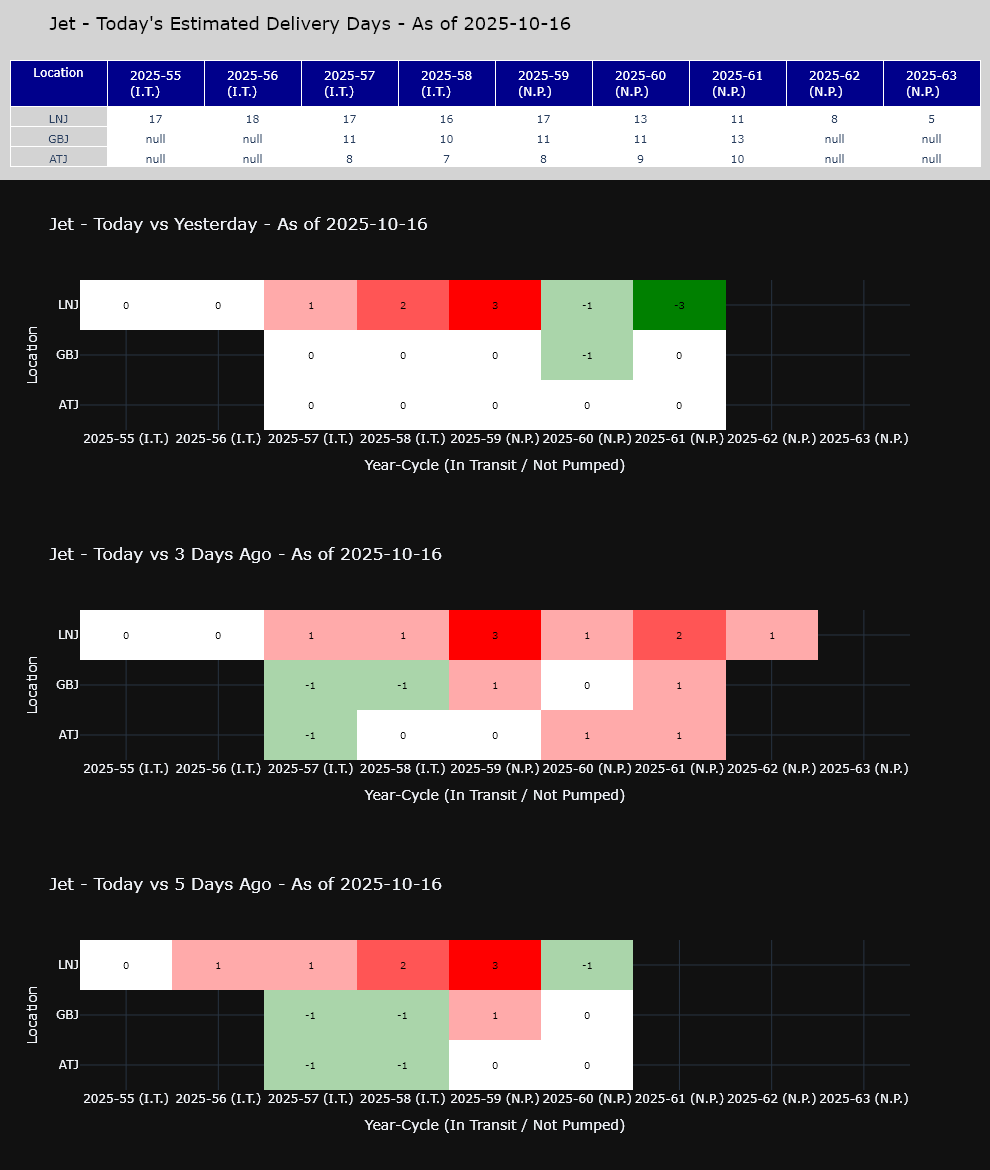 Jet - Today's Estimated Delivery Days - As of 2025-10-16
Location 2025-55 (I.T.) 2025-56 (I.T.) 2025-57 (I.T.) 2025-58 (I.T.) 2025-59 (N.P.) 2025-60 (N.P.) 2025-61 (N.P.) 2025-62 (N.P.) 2025-63 (N.P.)
LNJ 17 18 17 16 17 13 11 8 5
GBJ null null 11 10 11 11 13 null null
ATJ null null 8 7 8 9 10 null null
Jet - Today vs Yesterday - As of 2025-10-16
LNJ 0 0 1 2 3 -1 -3
GBJ 0 0 0 -1 0
ATJ 0 0 0 0 0
Location
2025-55 (I.T.) 2025-56 (I.T.) 2025-57 (I.T.) 2025-58 (I.T.) 2025-59 (N.P.) 2025-60 (N.P.) 2025-61 (N.P.) 2025-62 (N.P.) 2025-63 (N.P.)
Year-Cycle (In Transit / Not Pumped)
Jet - Today vs 3 Days Ago - As of 2025-10-16
LNJ 0 0 1 1 3 1 2 1
GBJ -1 -1 1 0 1
ATJ -1 0 0 1 1
Location
2025-55 (I.T.) 2025-56 (I.T.) 2025-57 (I.T.) 2025-58 (I.T.) 2025-59 (N.P.) 2025-60 (N.P.) 2025-61 (N.P.) 2025-62 (N.P.) 2025-63 (N.P.)
Year-Cycle (In Transit / Not Pumped)
Jet - Today vs 5 Days Ago - As of 2025-10-16
LNJ 0 1 1 2 3 -1
GBJ -1 -1 1 0
ATJ -1 -1 0 0
Location
2025-55 (I.T.) 2025-56 (I.T.) 2025-57 (I.T.) 2025-58 (I.T.) 2025-59 (N.P.) 2025-60 (N.P.) 2025-61 (N.P.) 2025-62 (N.P.) 2025-63 (N.P.)
Year-Cycle (In Transit / Not Pumped)